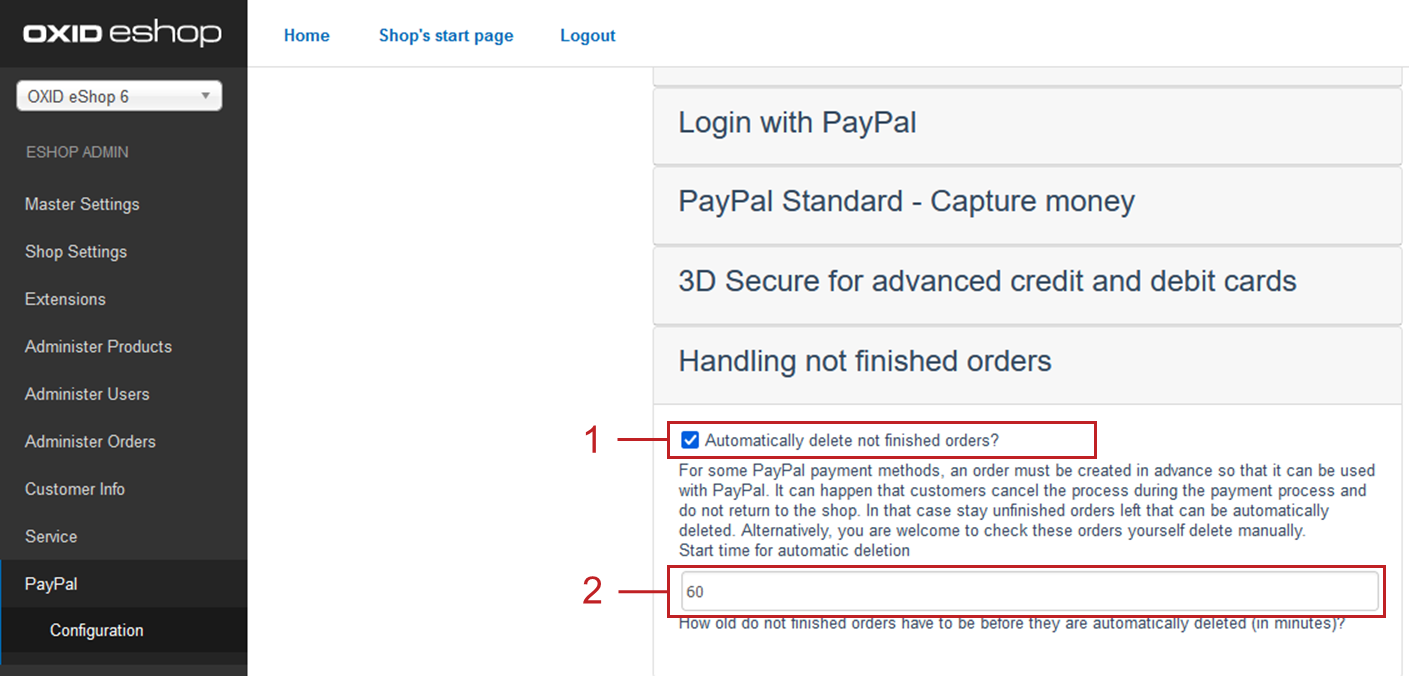 OXID eshop
Home
Shop's start page
Logout
OXID eShop 6
ESHOP ADMIN
Master Settings
Shop Settings
Extensions
Administer Products
Administer Users
Administer Orders
Customer Info
Service
PayPal
Configuration
Login with PayPal
PayPal Standard - Capture money
3D Secure for advanced credit and debit cards
Handling not finished orders
1
Automatically delete not finished orders?
For some PayPal payment methods, an order must be created in advance so that it can be used
with PayPal. It can happen that customers cancel the process during the payment process and
do not return to the shop. In that case stay unfinished orders left that can be automatically
deleted. Alternatively, you are welcome to check these orders yourself delete manually.
Start time for automatic deletion
2
60
How old do not finished orders have to be before they are automatically deleted (in minutes)?